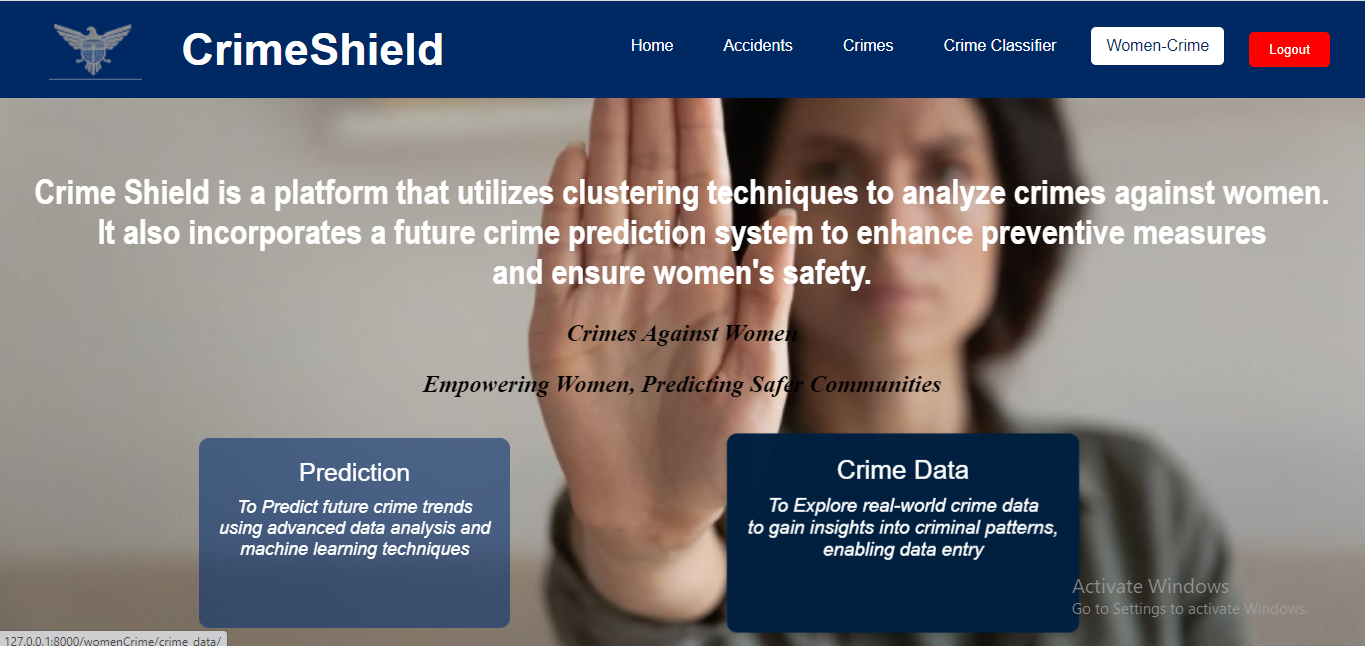 CrimeShield
Home
Accidents
Crimes
Crime Classifier
Women-Crime
Logout
Crime Shield is a platform that utilizes clustering techniques to analyze crimes against women.
It also incorporates a future crime prediction system to enhance preventive measures
and ensure women's safety.
Crimes Against Women
Empowering Women, Predicting Safer Communities
Prediction
To Predict future crime trends
using advanced data analysis and
machine learning techniques
Crime Data
To Explore real-world crime data
to gain insights into criminal patterns,
enabling data entry
Activate Windows
Go to Settings to activate Windows.
127.0.0.1:8000/womenCrime/crime_data/